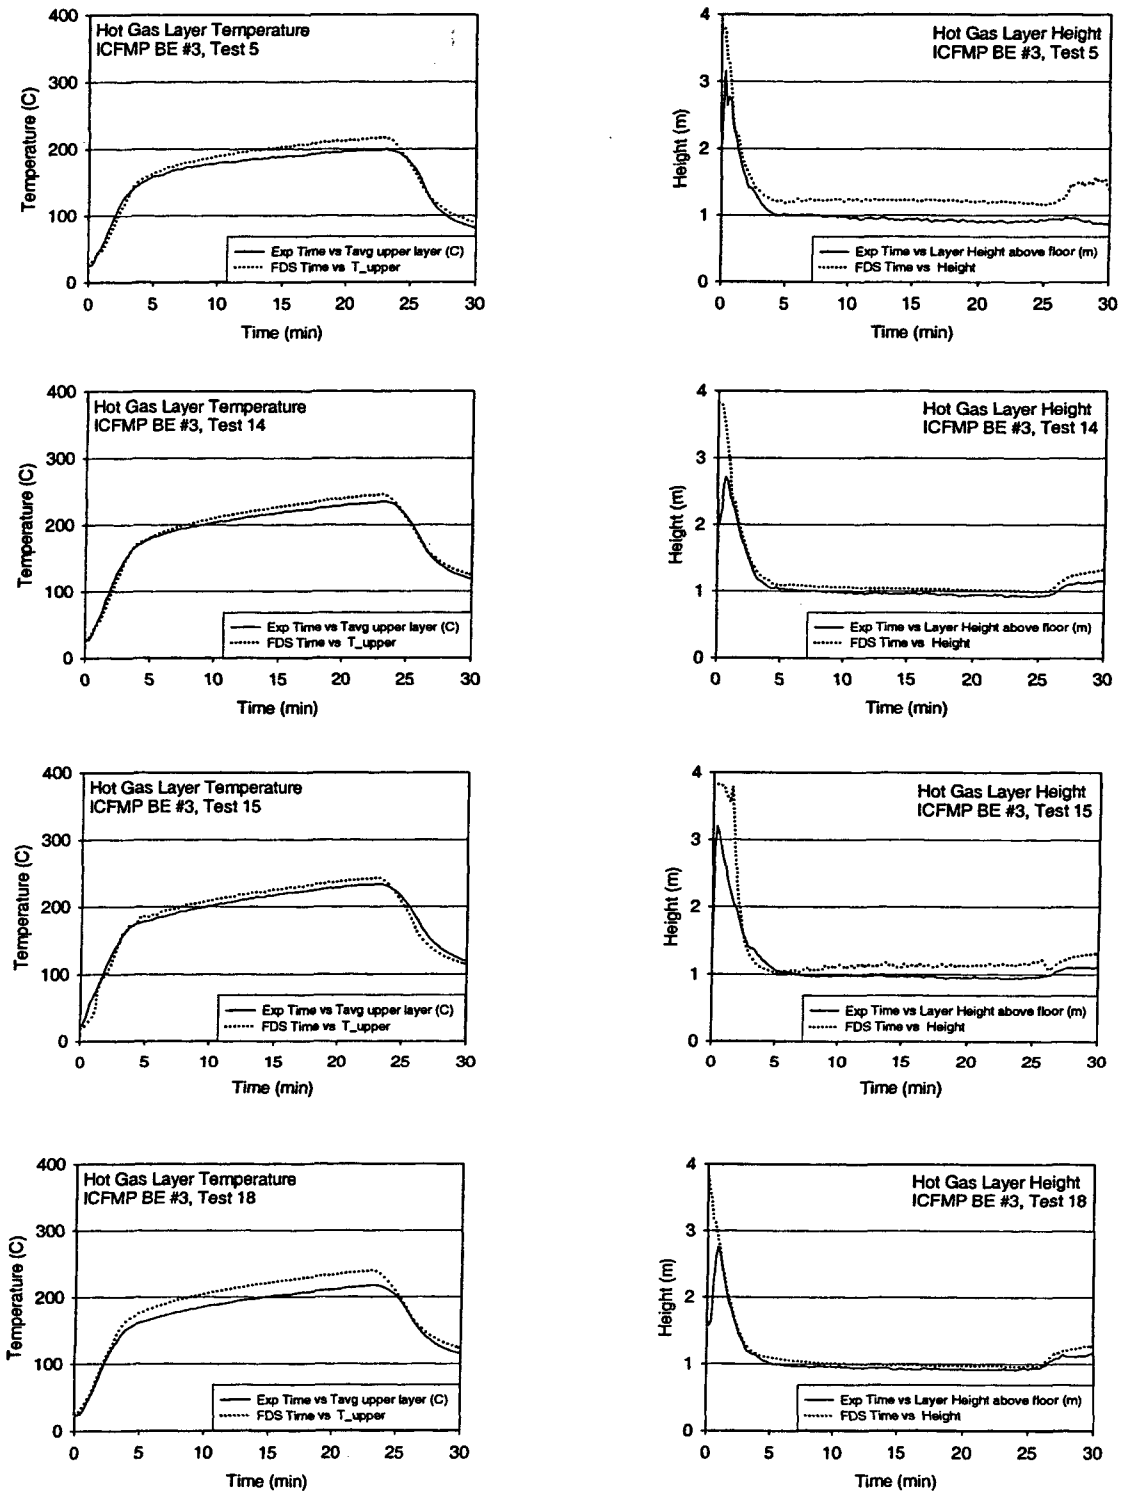 Hot Gas Layer Temperature
ICFMP BE #3, Test 5
400
300
200
100
0
Temperature (C)
Exp Time vs Tavg upper layer (C)
FDS Time vs T_upper
0 5 10 15 20 25 30
Time (min)
Hot Gas Layer Height
ICFMP BE #3, Test 5
4
3
2
1
0
Height (m)
Exp Time vs Layer Height above floor (m)
FDS Time vs Height
0 5 10 15 20 25 30
Time (min)
Hot Gas Layer Temperature
ICFMP BE #3, Test 14
400
300
200
100
0
Temperature (C)
Exp Time vs Tavg upper layer (C)
FDS Time vs T_upper
0 5 10 15 20 25 30
Time (min)
Hot Gas Layer Height
ICFMP BE #3, Test 14
4
3
2
1
0
Height (m)
Exp Time vs Layer Height above floor (m)
FDS Time vs Height
0 5 10 15 20 25 30
Time (min)
Hot Gas Layer Temperature
ICFMP BE #3, Test 15
400
300
200
100
0
Temperature (C)
Exp Time vs Tavg upper layer (C)
FDS Time vs T_upper
0 5 10 15 20 25 30
Time (min)
Hot Gas Layer Height
ICFMP BE #3, Test 15
4
3
2
1
0
Height (m)
Exp Time vs Layer Height above floor (m)
FDS Time vs Height
0 5 10 15 20 25 30
Time (min)
Hot Gas Layer Temperature
ICFMP BE #3, Test 18
400
300
200
100
0
Temperature (C)
Exp Time vs Tavg upper layer (C)
FDS Time vs T_upper
0 5 10 15 20 25 30
Time (min)
Hot Gas Layer Height
ICFMP BE #3, Test 18
4
3
2
1
0
Height (m)
Exp Time vs Layer Height above floor (m)
FDS Time vs Height
0 5 10 15 20 25 30
Time (min)